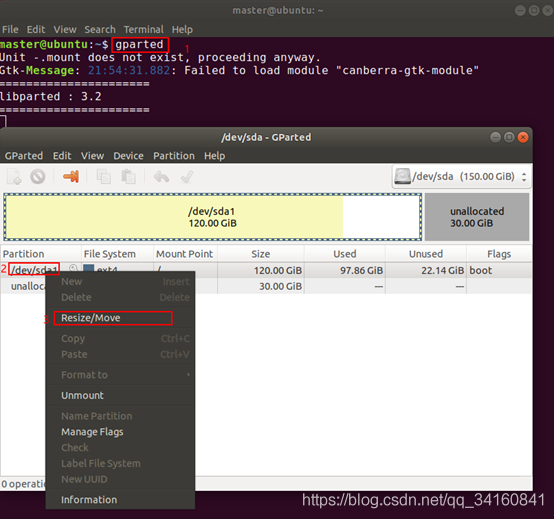 master@ubuntu: ~
File Edit View Search Terminal Help
master@ubuntu:~$ gparted
1
Unit -.mount does not exist, proceeding anyway.
Gtk-Message: 21:54:31.882: Failed to load module "canberra-gtk-module"
======================
libparted : 3.2
======================
/dev/sda - GParted
GParted Edit View Device Partition Help
/dev/sda (150.00 GiB)
/dev/sda1
120.00 GiB
unallocated
30.00 GiB
Partition File System Mount Point Size Used Unused Flags
2 /dev/sda1 ext4 / 120.00 GiB 97.86 GiB 22.14 GiB boot
unalloc 30.00 GiB --- ---
New Insert
Delete Delete
3 Resize/Move
Copy Ctrl+C
Paste Ctrl+V
Format to
Unmount
Name Partition
Manage Flags
Check
Label File System
New UUID
Information
0 operatio
https://blog.csdn.net/qq_34160841